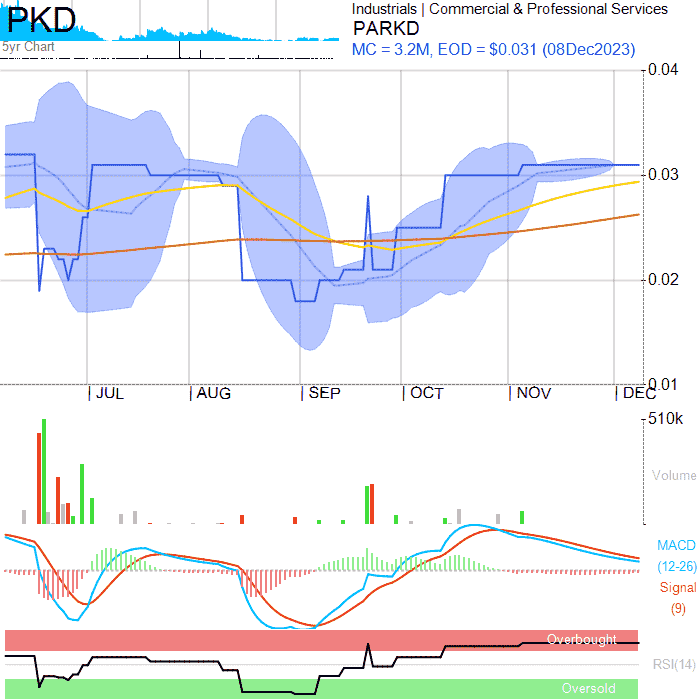 PKD
5yr Chart
Industrials | Commercial & Professional Services
PARKD
MC = 3.2M, EOD = $0.031 (08Dec2023)
0.04
0.03
0.02
0.01
| JUL | AUG | SEP | OCT | NOV | DEC
510k
Volume
MACD
(12-26)
Signal
(9)
Overbought
RSI(14)
Oversold